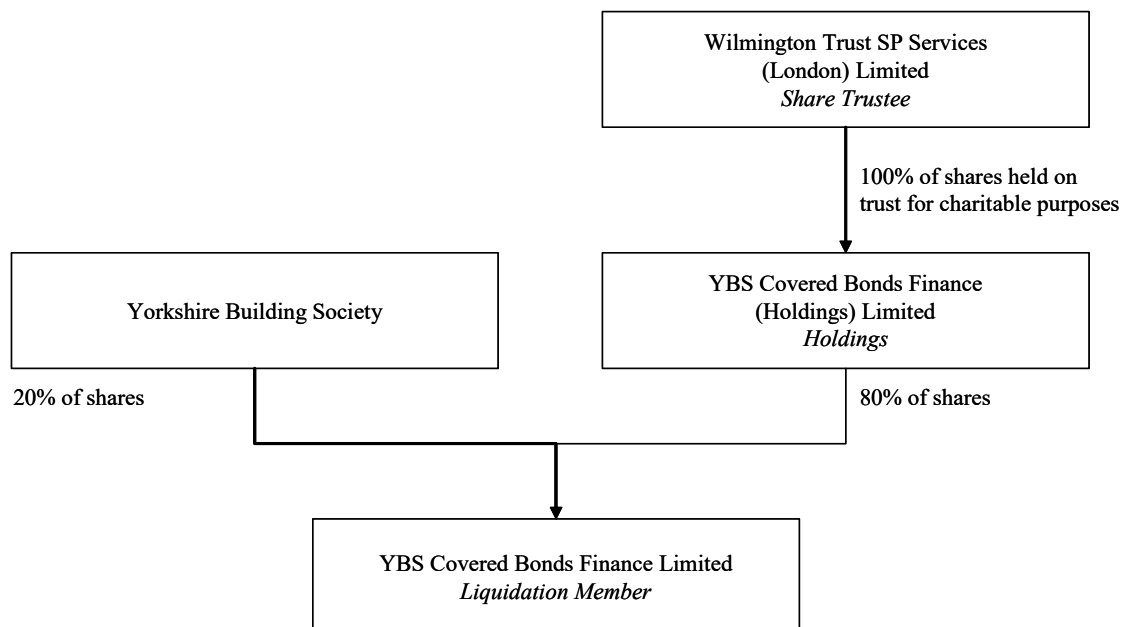 Wilmington Trust SP Services
(London) Limited
Share Trustee
100% of shares held on
trust for charitable purposes
Yorkshire Building Society
YBS Covered Bonds Finance
(Holdings) Limited
Holdings
20% of shares
80% of shares
YBS Covered Bonds Finance Limited
Liquidation Member